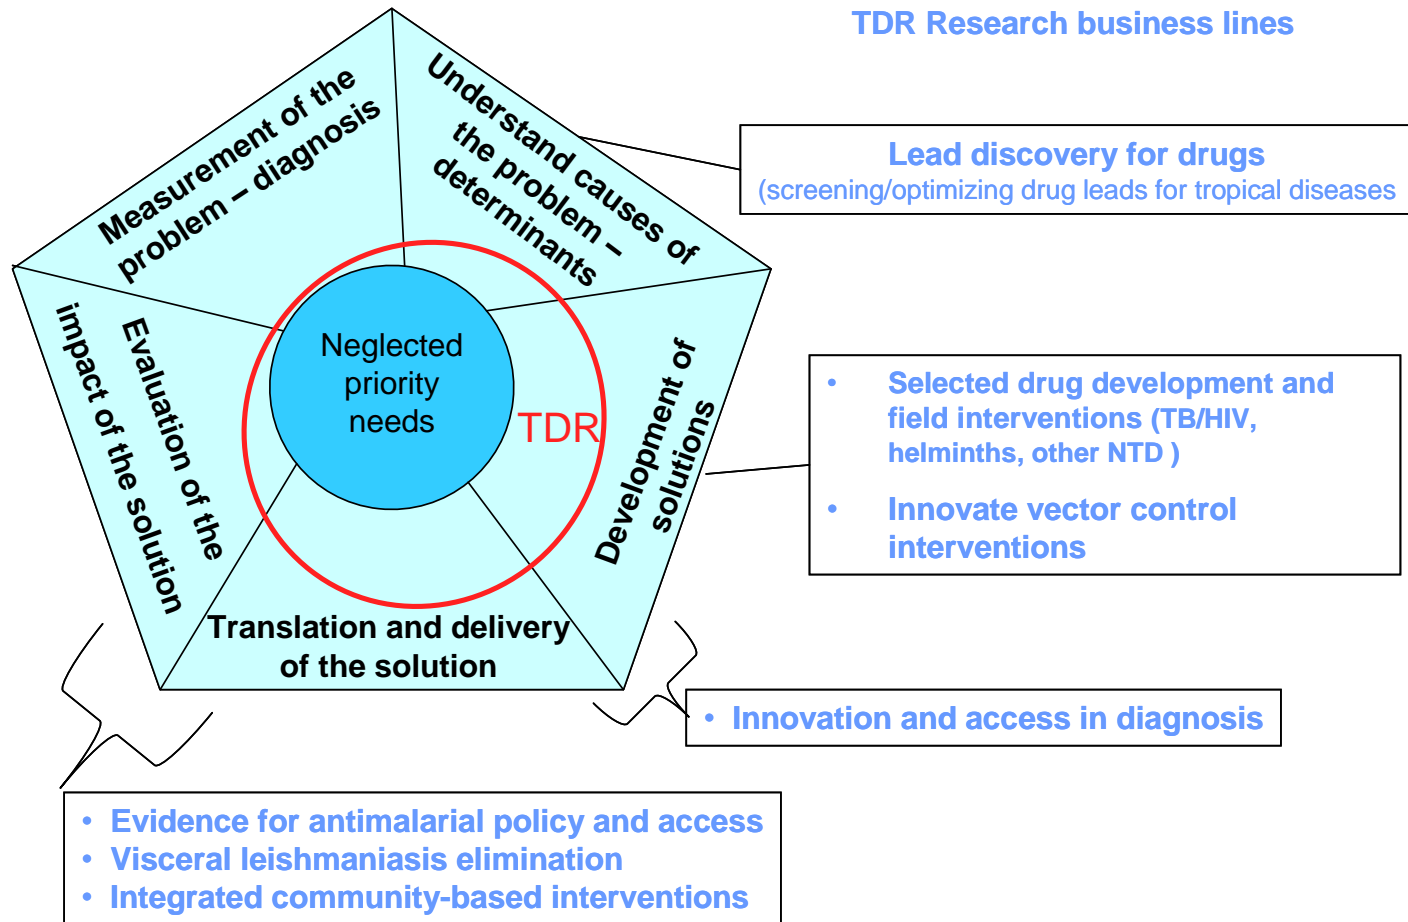 TDR Research business lines
Measurement of the
problem – diagnosis
Understand causes of
the problem –
determinants
Lead discovery for drugs
(screening/optimizing drug leads for tropical diseases
Evaluation of the
impact of the solution
Neglected
priority
needs
TDR
Development of
solutions
• Selected drug development and
field interventions (TB/HIV,
helminths, other NTD )
• Innovate vector control
interventions
Translation and delivery
of the solution
• Innovation and access in diagnosis
• Evidence for antimalarial policy and access
• Visceral leishmaniasis elimination
• Integrated community-based interventions